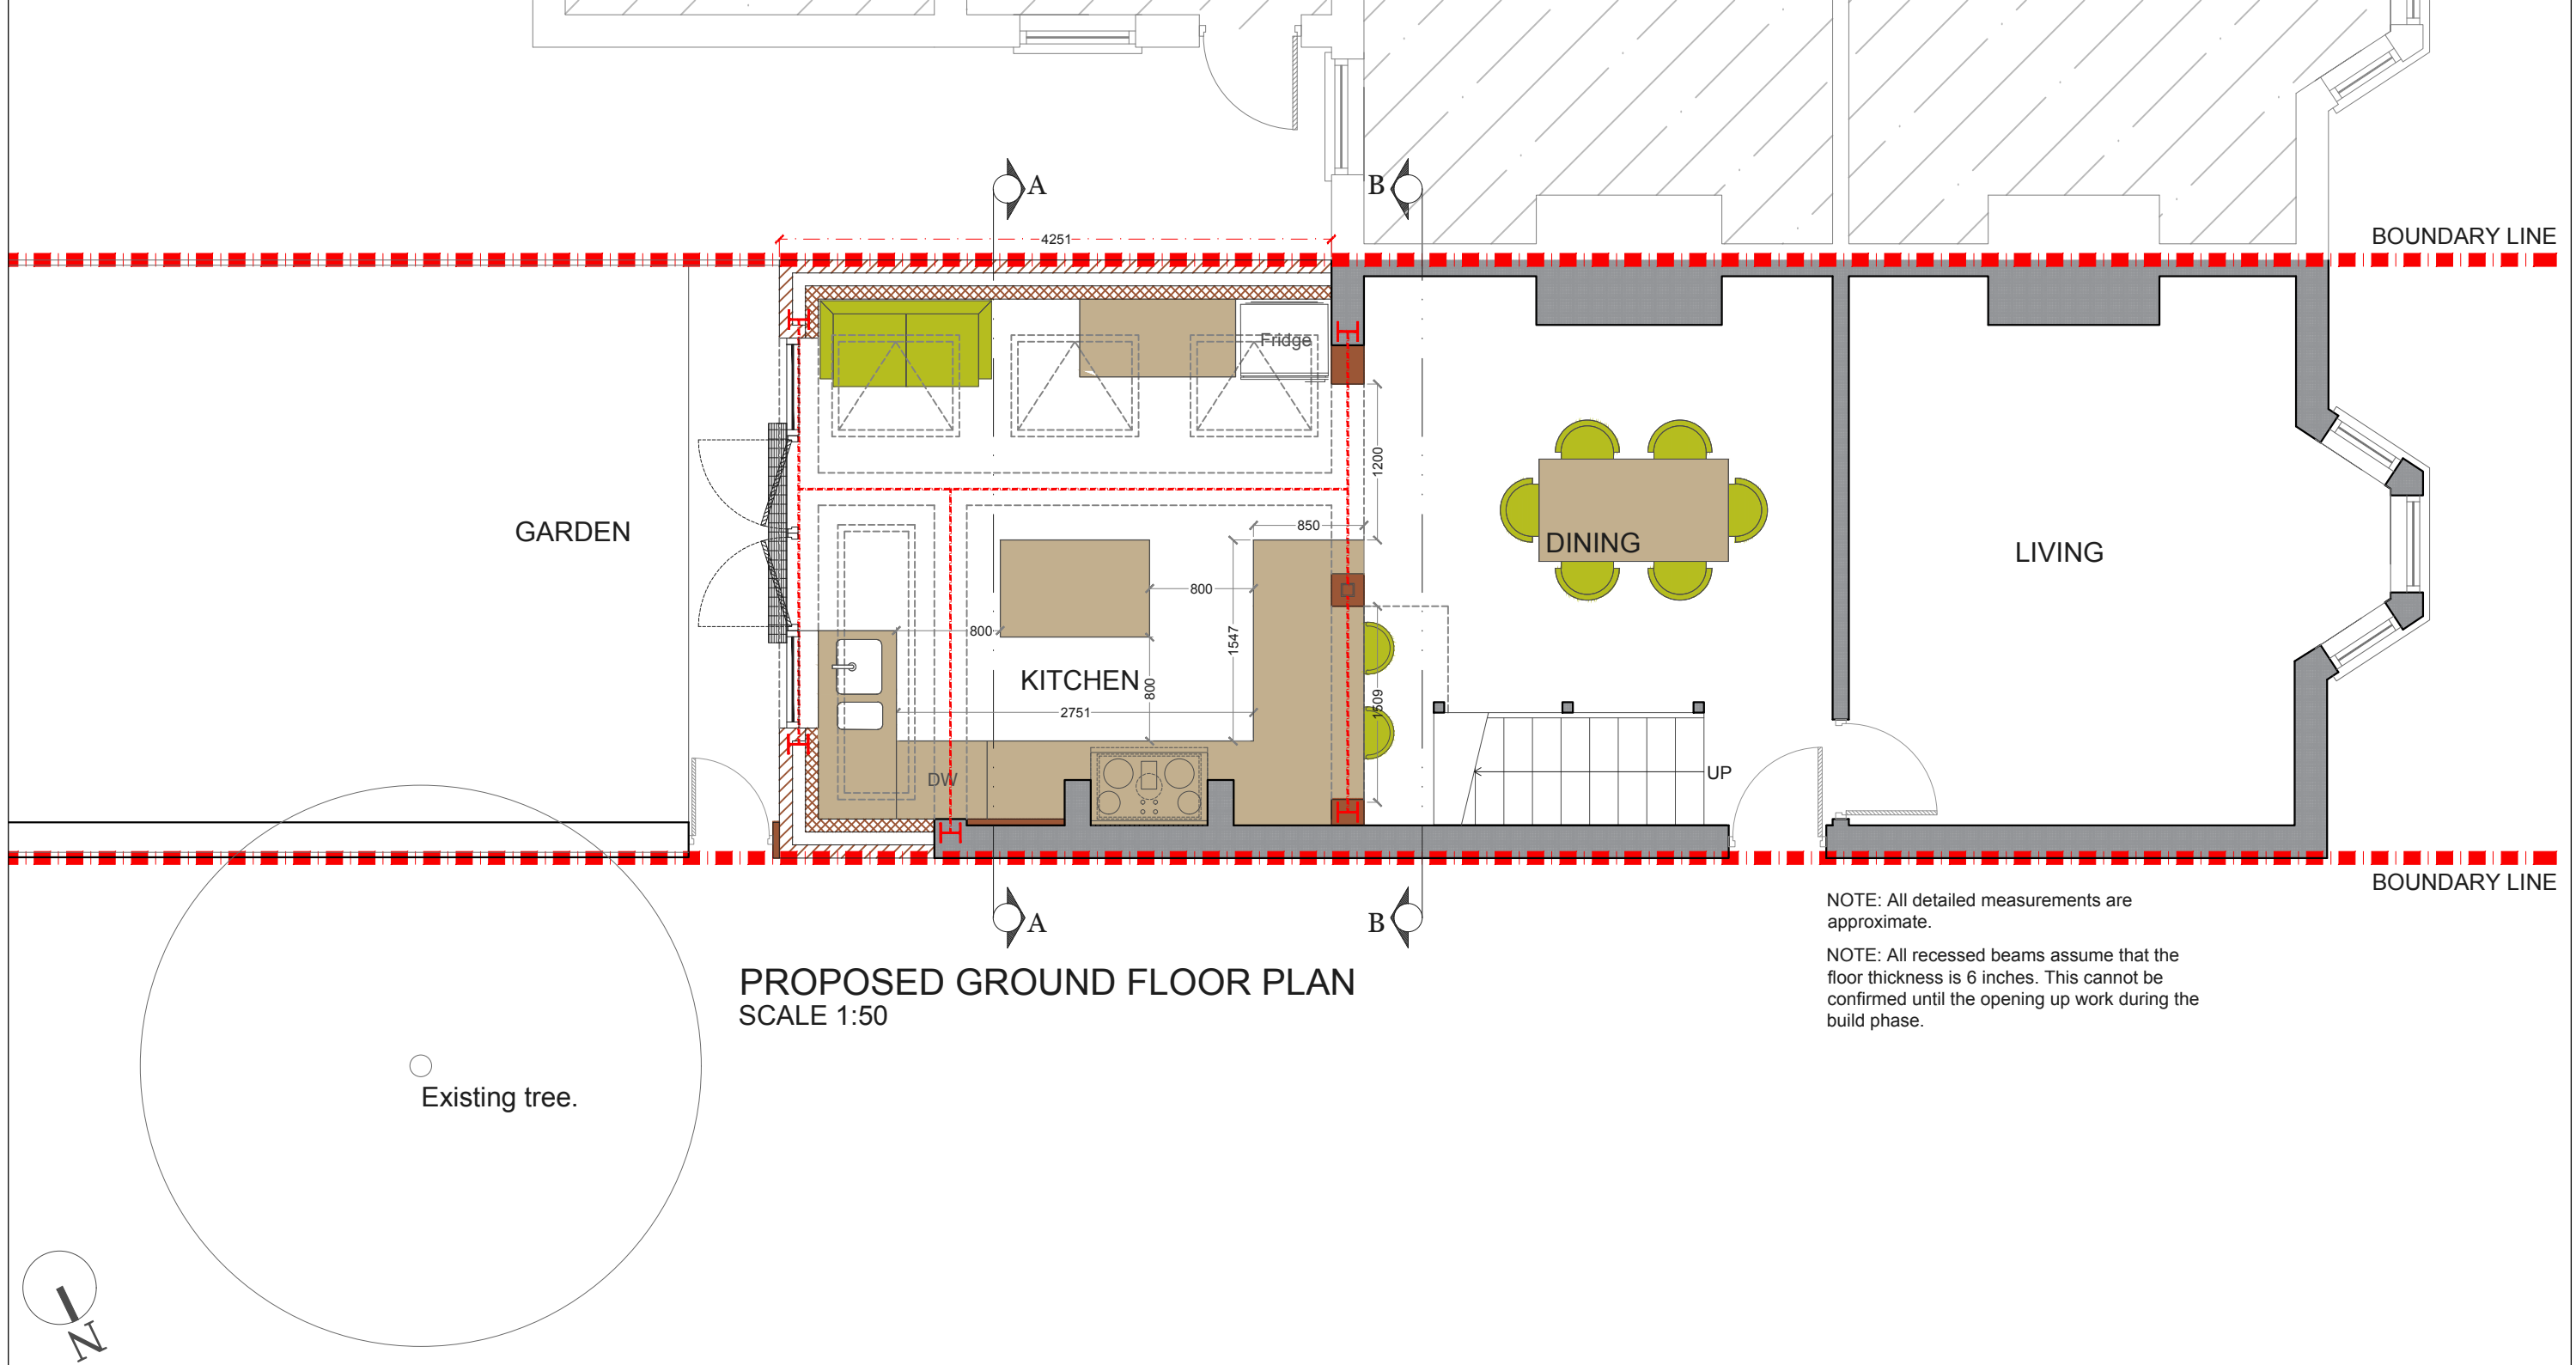 A
B
4251
BOUNDARY LINE
Fridge
1200
850
GARDEN
DINING
LIVING
800
800
1547
KITCHEN
800
2751
1509
DW
UP
BOUNDARY LINE
A
B
NOTE: All detailed measurements are
approximate.
NOTE: All recessed beams assume that the
floor thickness is 6 inches. This cannot be
confirmed until the opening up work during the
build phase.
PROPOSED GROUND FLOOR PLAN
SCALE 1:50
Existing tree.
N